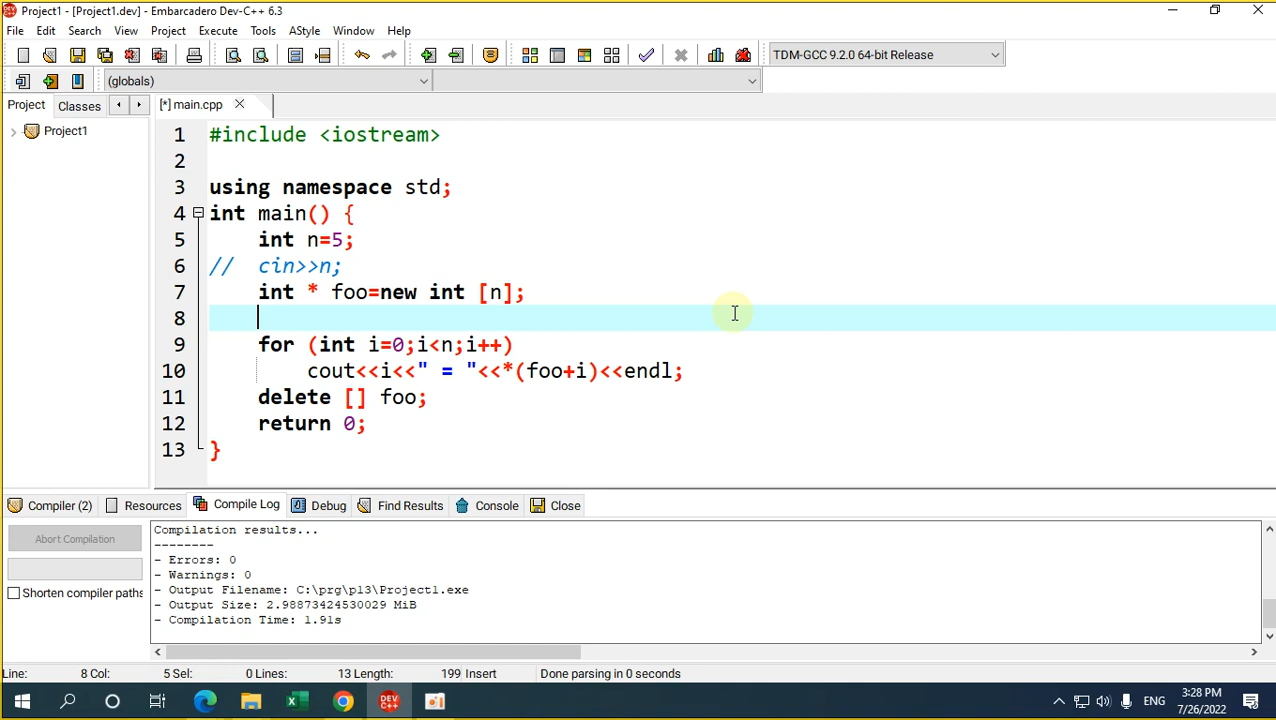 Project1 - [Project1.dev] - Embarcadero Dev-C++ 6.3
File Edit Search View Project Execute Tools AStyle Window Help
TDM-GCC 9.2.0 64-bit Release
(globals)
Project Classes [*] main.cpp
Project1
1 #include <iostream>
2
3 using namespace std;
4 int main() {
5 int n=5;
6 // cin>>n;
7 int * foo=new int [n];
8
9 for (int i=0;i<n;i++)
10 cout<<i<<" = "<<*(foo+i)<<endl;
11 delete [] foo;
12 return 0;
13 }
Compiler (2) Resources Compile Log Debug Find Results Console Close
Abort Compilation
Shorten compiler paths
Compilation results...
--------
- Errors: 0
- Warnings: 0
- Output Filename: C:\prg\p13\Project1.exe
- Output Size: 2.98873424530029 MiB
- Compilation Time: 1.91s
Line: 8 Col: 5 Sel: 0 Lines: 13 Length: 199 Insert Done parsing in 0 seconds
DEV C++
ENG
3:28 PM
7/26/2022